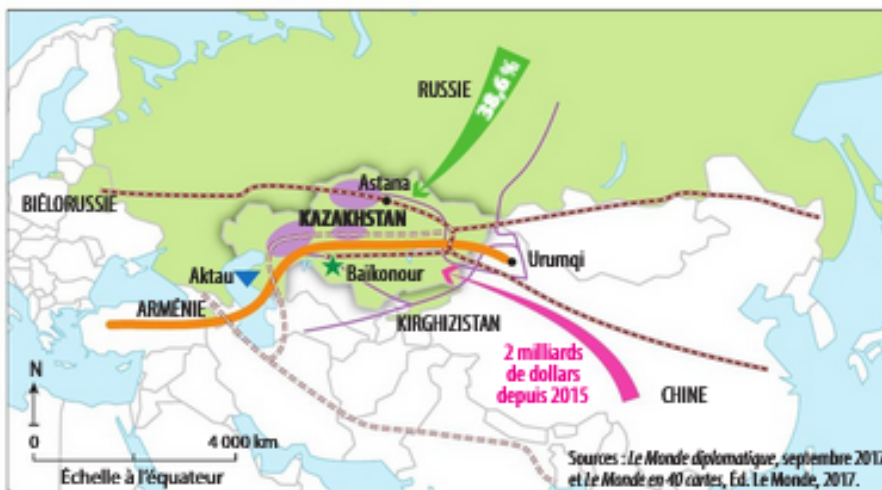 RUSSIE
38,6 %
Astana
BIÉLORUSSIE
KAZAKHSTAN
Urumqi
Aktau
Baïkonour
ARMÉNIE
KIRGHIZISTAN
2 milliards
de dollars
depuis 2015
CHINE
N
0
4 000 km
Échelle à l'équateur
Sources : Le Monde diplomatique, septembre 2017
et Le Monde en 40 cartes, Éd. Le Monde, 2017.